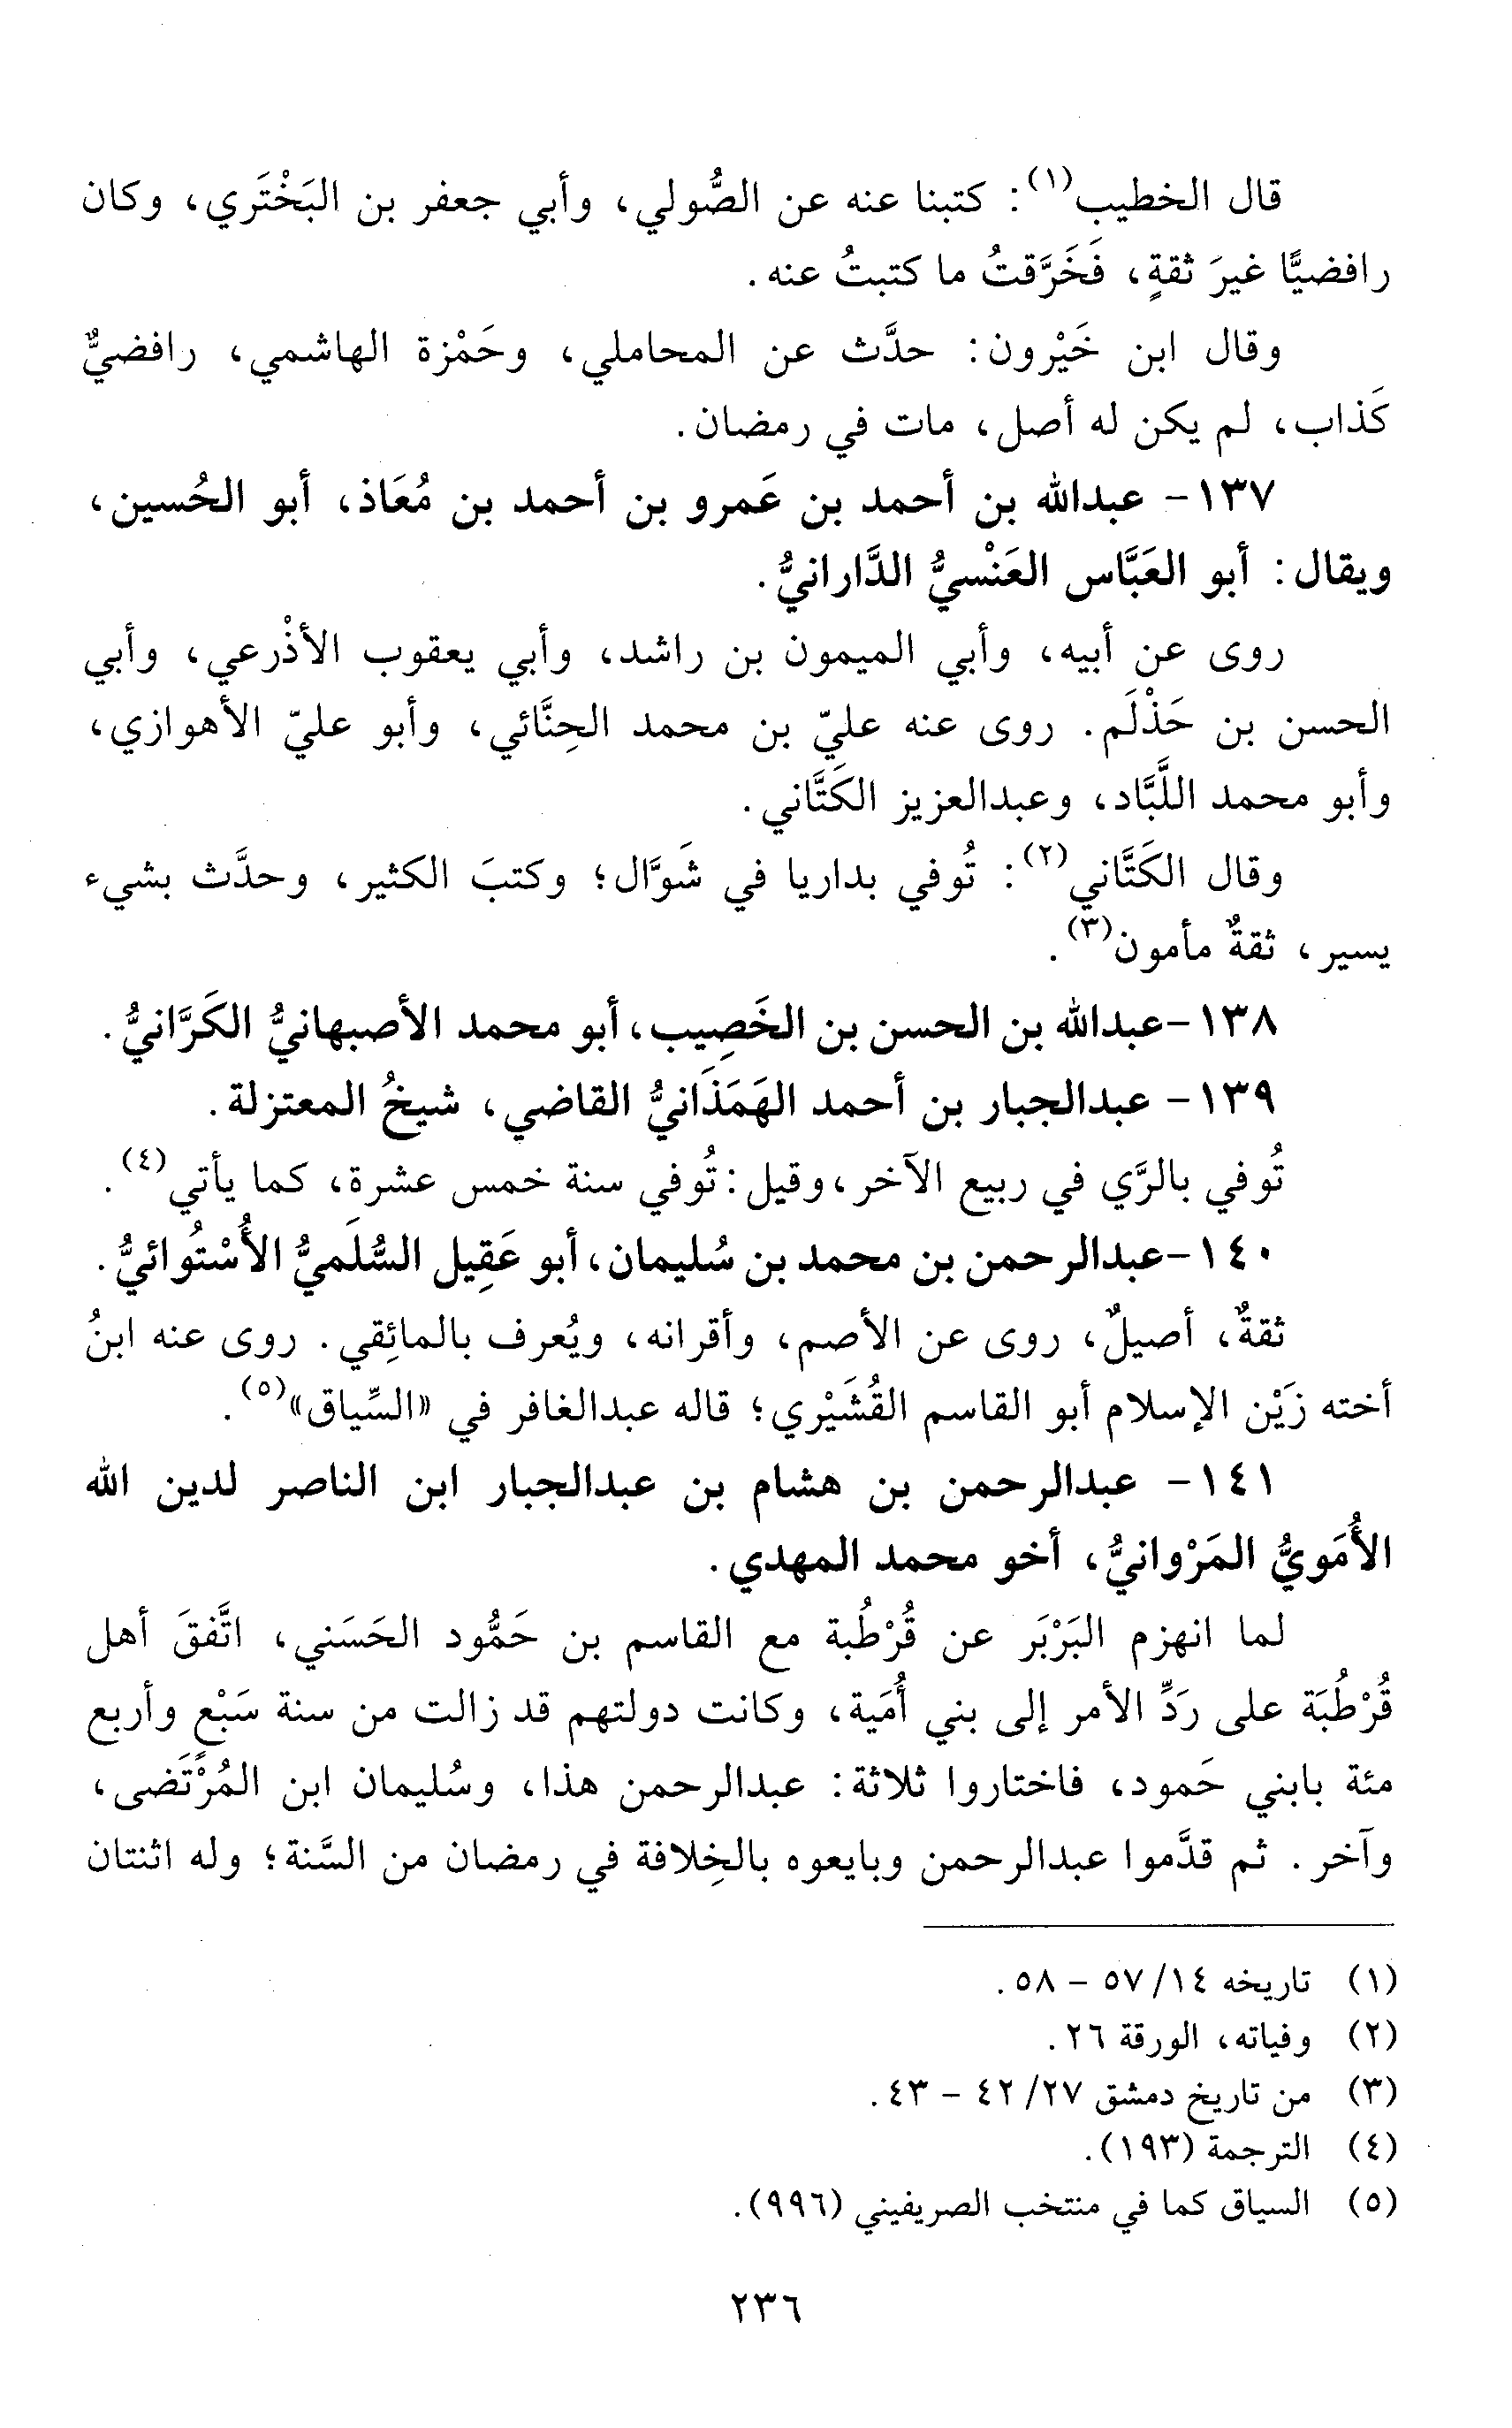 قال الخطيب(١): كتبنا عنه عن الصُّولي، وأبي جعفر بن البَخْتَري، وكان
رافضيًّا غيرَ ثقةٍ، فَخَرَّقتُ ما كتبتُ عنه.
وقال ابن خَيْرون: حدَّث عن المحاملي، وحَمْزة الهاشمي، رافضيٌّ
كَذاب، لم يكن له أصل، مات في رمضان.
١٣٧- عبدالله بن أحمد بن عَمرو بن أحمد بن مُعَاذ، أبو الحُسين،
ويقال: أبو العَبَّاس العَنْسيُّ الدَّارانيُّ.
روى عن أبيه، وأبي الميمون بن راشد، وأبي يعقوب الأذْرعي، وأبي
الحسن بن حَذْلَم. روى عنه عليّ بن محمد الحِنَّائي، وأبو عليّ الأهوازي،
وأبو محمد اللَّبَّاد، وعبدالعزيز الكَتَّاني.
وقال الكَتَّاني(٢): تُوفي بداريا في شَوَّال؛ وكتبَ الكثير، وحدَّث بشيء
يسير، ثقةٌ مأمون(٣).
١٣٨- عبدالله بن الحسن بن الخَصِيب، أبو محمد الأصبهانيُّ الكَرَّانيُّ.
١٣٩- عبدالجبار بن أحمد الهَمَذَانيُّ القاضي، شيخُ المعتزلة.
تُوفي بالرَّي في ربيع الآخر، وقيل: تُوفي سنة خمس عشرة، كما يأتي(٤).
١٤٠- عبدالرحمن بن محمد بن سُليمان، أبو عَقِيل السُّلَميُّ الأُسْتُوائيُّ.
ثقةٌ، أصيلٌ، روى عن الأصم، وأقرانه، ويُعرف بالمائِقي. روى عنه ابنُ
أخته زَيْن الإسلام أبو القاسم القُشَيْري؛ قاله عبدالغافر في «السِّياق»(٥).
١٤١- عبدالرحمن بن هشام بن عبدالجبار ابن الناصر لدين الله
الأُمَويُّ المَرْوانيُّ، أخو محمد المهدي.
لما انهزم البَرْبَر عن قُرْطُبة مع القاسم بن حَمُّود الحَسَني، اتَّفقَ أهل
قُرْطُبَة على رَدِّ الأمر إلى بني أُمَية، وكانت دولتهم قد زالت من سنة سَبْعٍ وأربع
مئة بابني حَمود، فاختاروا ثلاثة: عبدالرحمن هذا، وسُليمان ابن المُرْتَضى،
وآخر. ثم قدَّموا عبدالرحمن وبايعوه بالخِلافة في رمضان من السَّنة؛ وله اثنتان
(١) تاريخه ١٤/ ٥٧ - ٥٨.
(٢) وفياته، الورقة ٢٦.
(٣) من تاريخ دمشق ٢٧/ ٤٢ - ٤٣.
(٤) الترجمة (١٩٣).
(٥) السياق كما في منتخب الصريفيني (٩٩٦).
٢٣٦